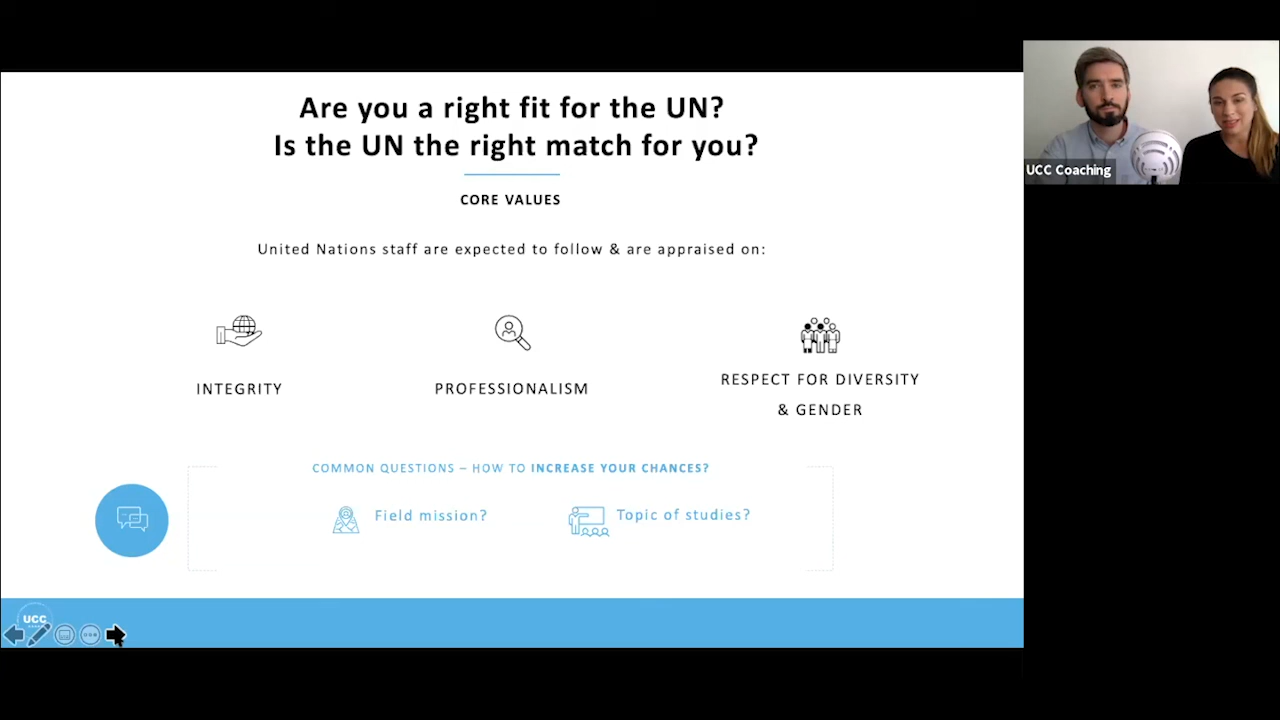 Are you a right fit for the UN?
Is the UN the right match for you?
CORE VALUES
United Nations staff are expected to follow & are appraised on:
INTEGRITY
PROFESSIONALISM
RESPECT FOR DIVERSITY
& GENDER
COMMON QUESTIONS – HOW TO INCREASE YOUR CHANCES?
Field mission?
Topic of studies?
UCC
UCC Coaching